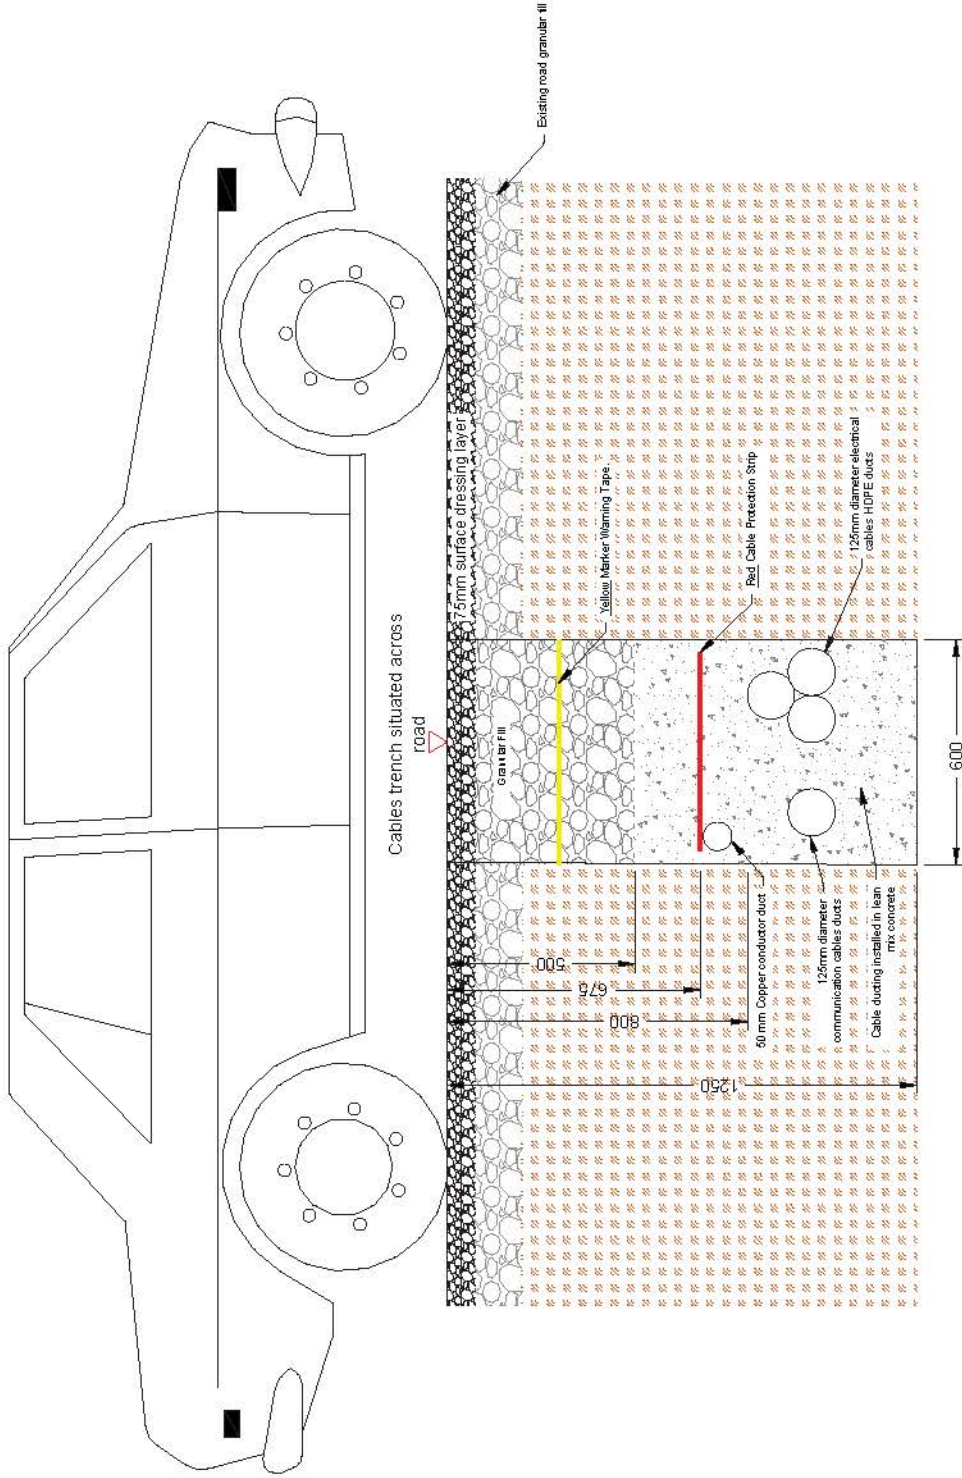 Existing road granular fill
75mm surface dressing layer
Cables trench situated across
road
Granular Fill
Yellow Marker Warning Tape.
Red Cable Protection Strip
125mm diameter electrical
cables HDPE ducts
500
675
800
1250
50 mm Copper conductor duct
125mm diameter
communication cables ducts
Cable ducting installed in lean
mix concrete
600